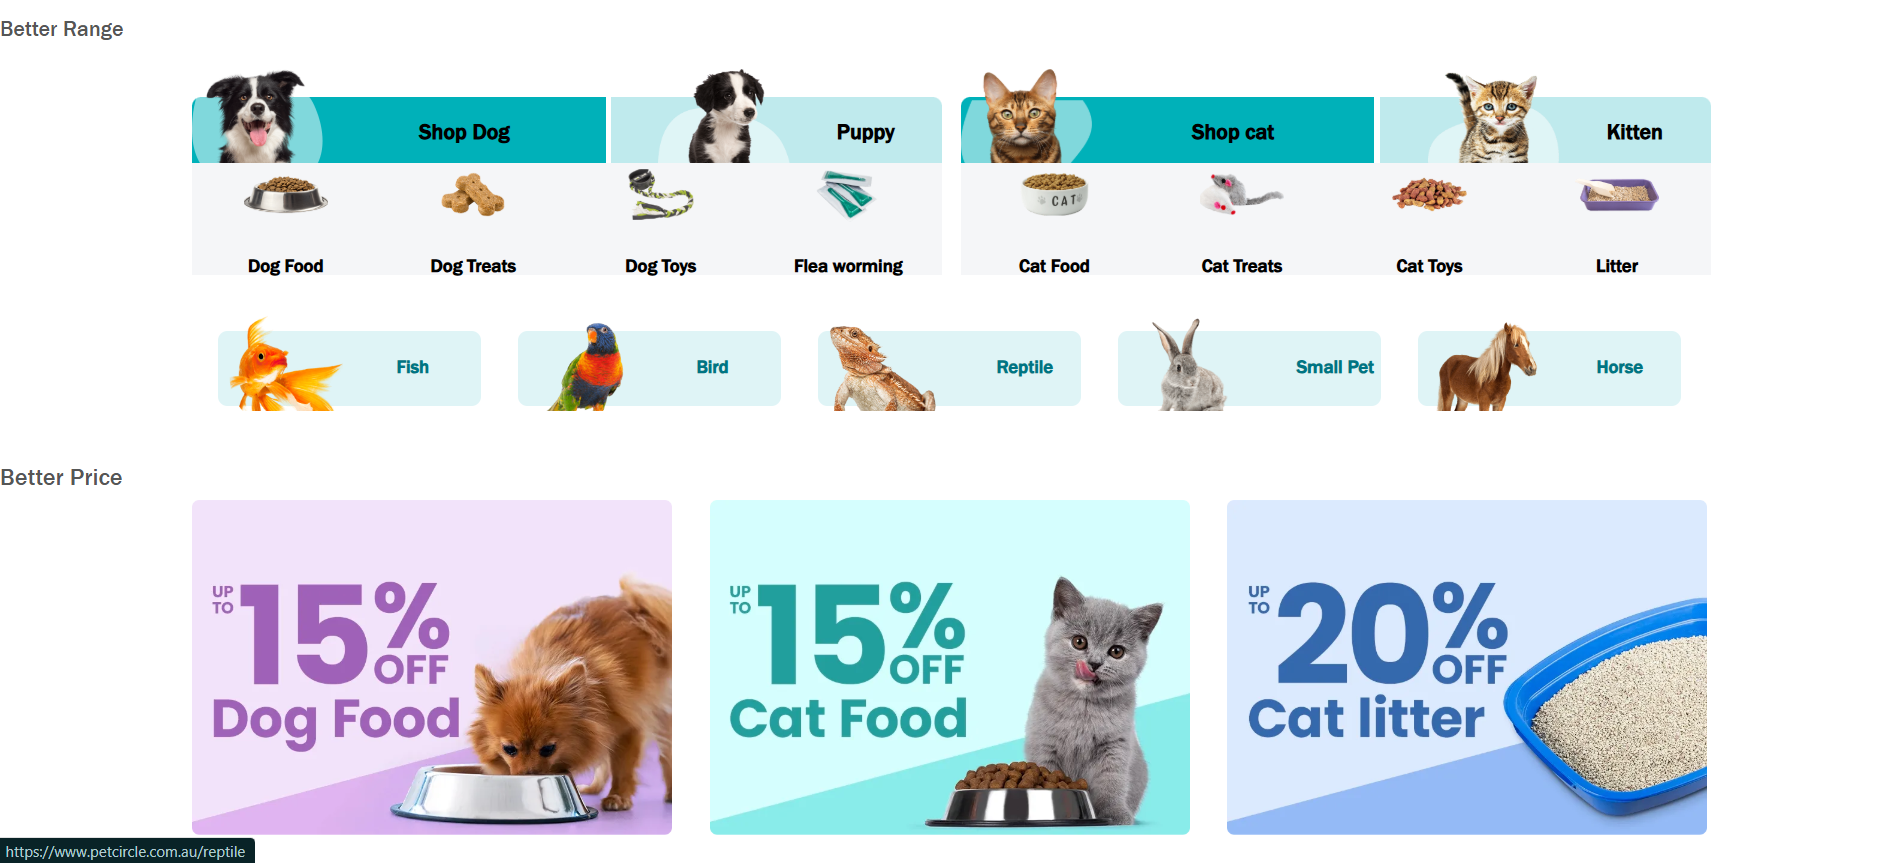 Better Range
Shop Dog
Puppy
Shop cat
Kitten
CAT
Dog Food
Dog Treats
Dog Toys
Flea worming
Cat Food
Cat Treats
Cat Toys
Litter
Fish
Bird
Reptile
Small Pet
Horse
Better Price
UP TO 15% OFF
Dog Food
UP TO 15% OFF
Cat Food
UP TO 20% OFF
Cat litter
https://www.petcircle.com.au/reptile